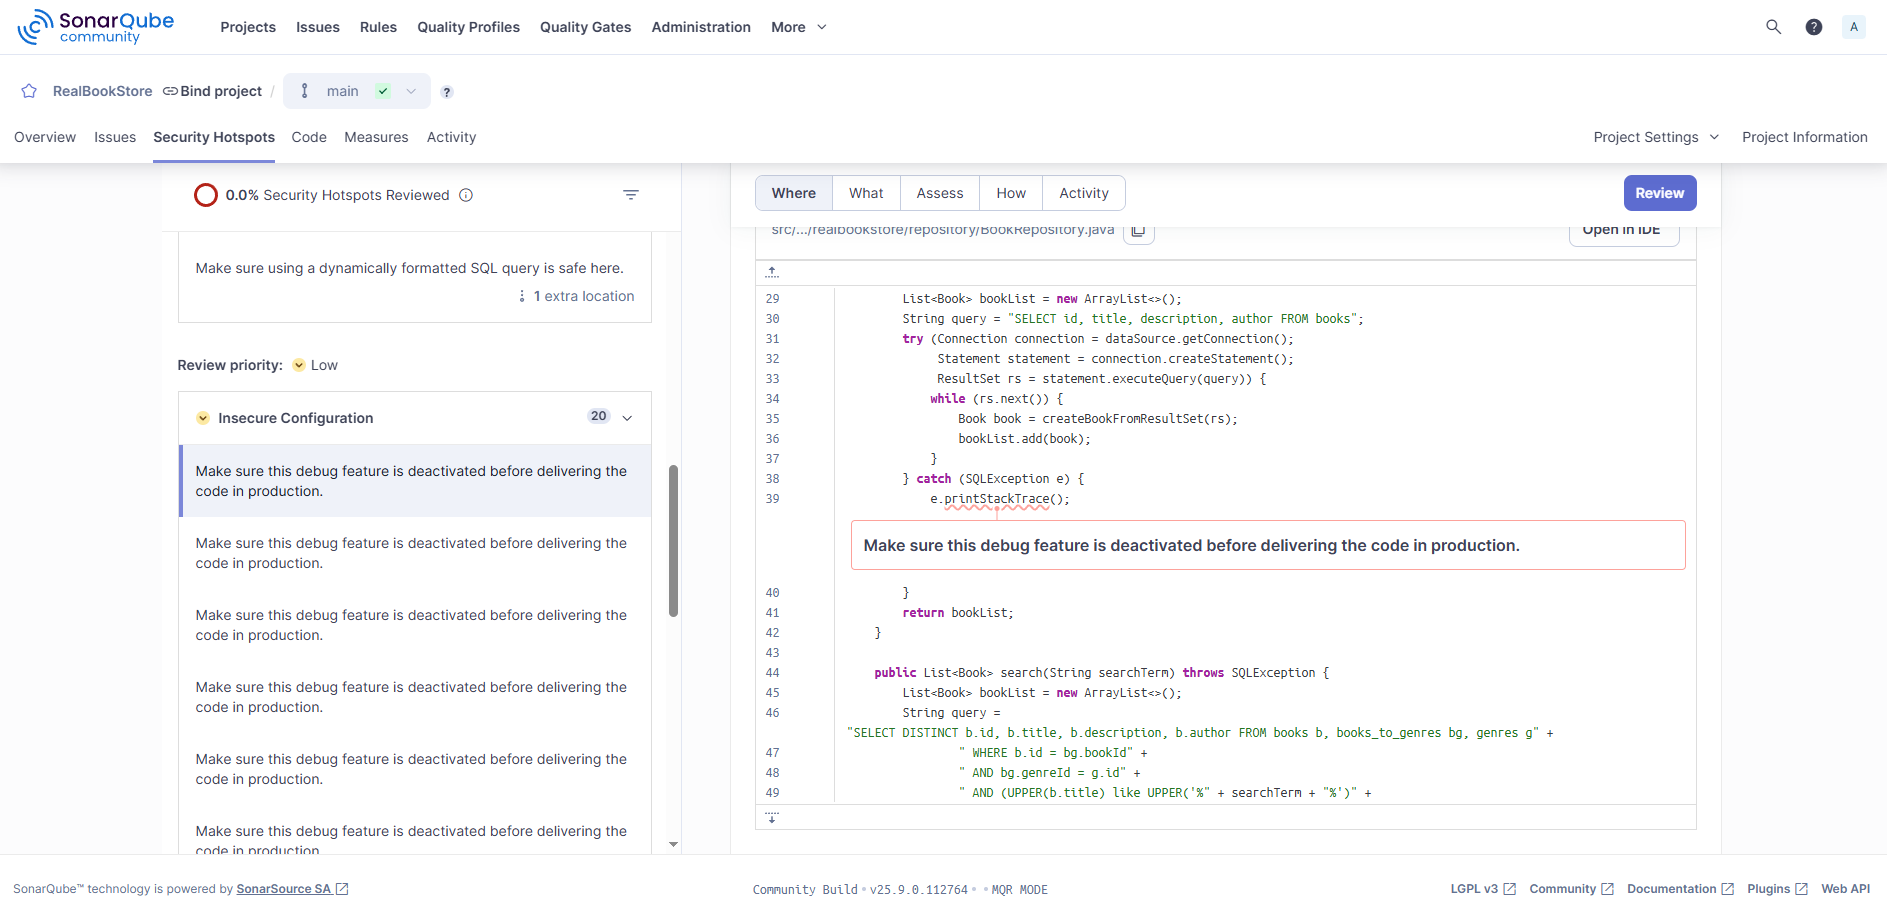 SonarQube community
Projects Issues Rules Quality Profiles Quality Gates Administration More
? A
RealBookStore Bind project / main ?
Overview Issues Security Hotspots Code Measures Activity
Project Settings Project Information
0.0% Security Hotspots Reviewed
Make sure using a dynamically formatted SQL query is safe here.
1 extra location
Review priority: Low
Insecure Configuration 20
Make sure this debug feature is deactivated before delivering the
code in production.
Make sure this debug feature is deactivated before delivering the
code in production.
Make sure this debug feature is deactivated before delivering the
code in production.
Make sure this debug feature is deactivated before delivering the
code in production.
Make sure this debug feature is deactivated before delivering the
code in production.
Make sure this debug feature is deactivated before delivering the
code in production
Where What Assess How Activity
Review
src/.../realbookstore/repository/BookRepository.java
Open in IDE
29 List<Book> bookList = new ArrayList<>();
30 String query = "SELECT id, title, description, author FROM books";
31 try (Connection connection = dataSource.getConnection();
32 Statement statement = connection.createStatement();
33 ResultSet rs = statement.executeQuery(query)) {
34 while (rs.next()) {
35 Book book = createBookFromResultSet(rs);
36 bookList.add(book);
37 }
38 } catch (SQLException e) {
39 e.printStackTrace();
Make sure this debug feature is deactivated before delivering the code in production.
40 }
41 return bookList;
42 }
43
44 public List<Book> search(String searchTerm) throws SQLException {
45 List<Book> bookList = new ArrayList<>();
46 String query =
"SELECT DISTINCT b.id, b.title, b.description, b.author FROM books b, books_to_genres bg, genres g" +
47 " WHERE b.id = bg.bookId" +
48 " AND bg.genreId = g.id" +
49 " AND (UPPER(b.title) like UPPER('%" + searchTerm + "%')" +
SonarQube™ technology is powered by SonarSource SA
Community Build • v25.9.0.112764 • • MQR MODE
LGPL v3 Community Documentation Plugins Web API